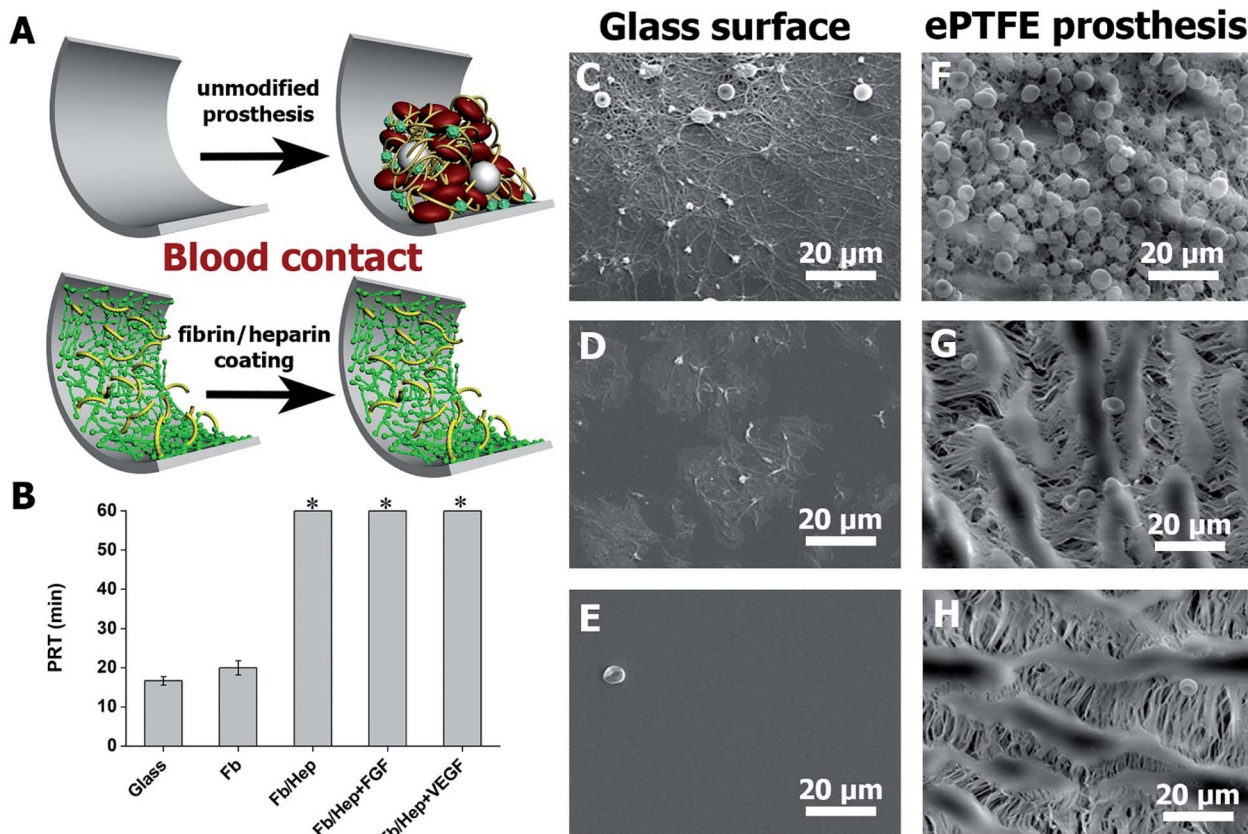 A
unmodified
prosthesis
Blood contact
fibrin/heparin
coating
B
PRT (min)
60
50
40
30
20
10
0
* * *
Glass
Fb
Fb/Hep
Fb/Hep+FGF
Fb/Hep+VEGF
Glass surface
ePTFE prosthesis
C
20 µm
F
20 µm
D
20 µm
G
20 µm
E
20 µm
H
20 µm